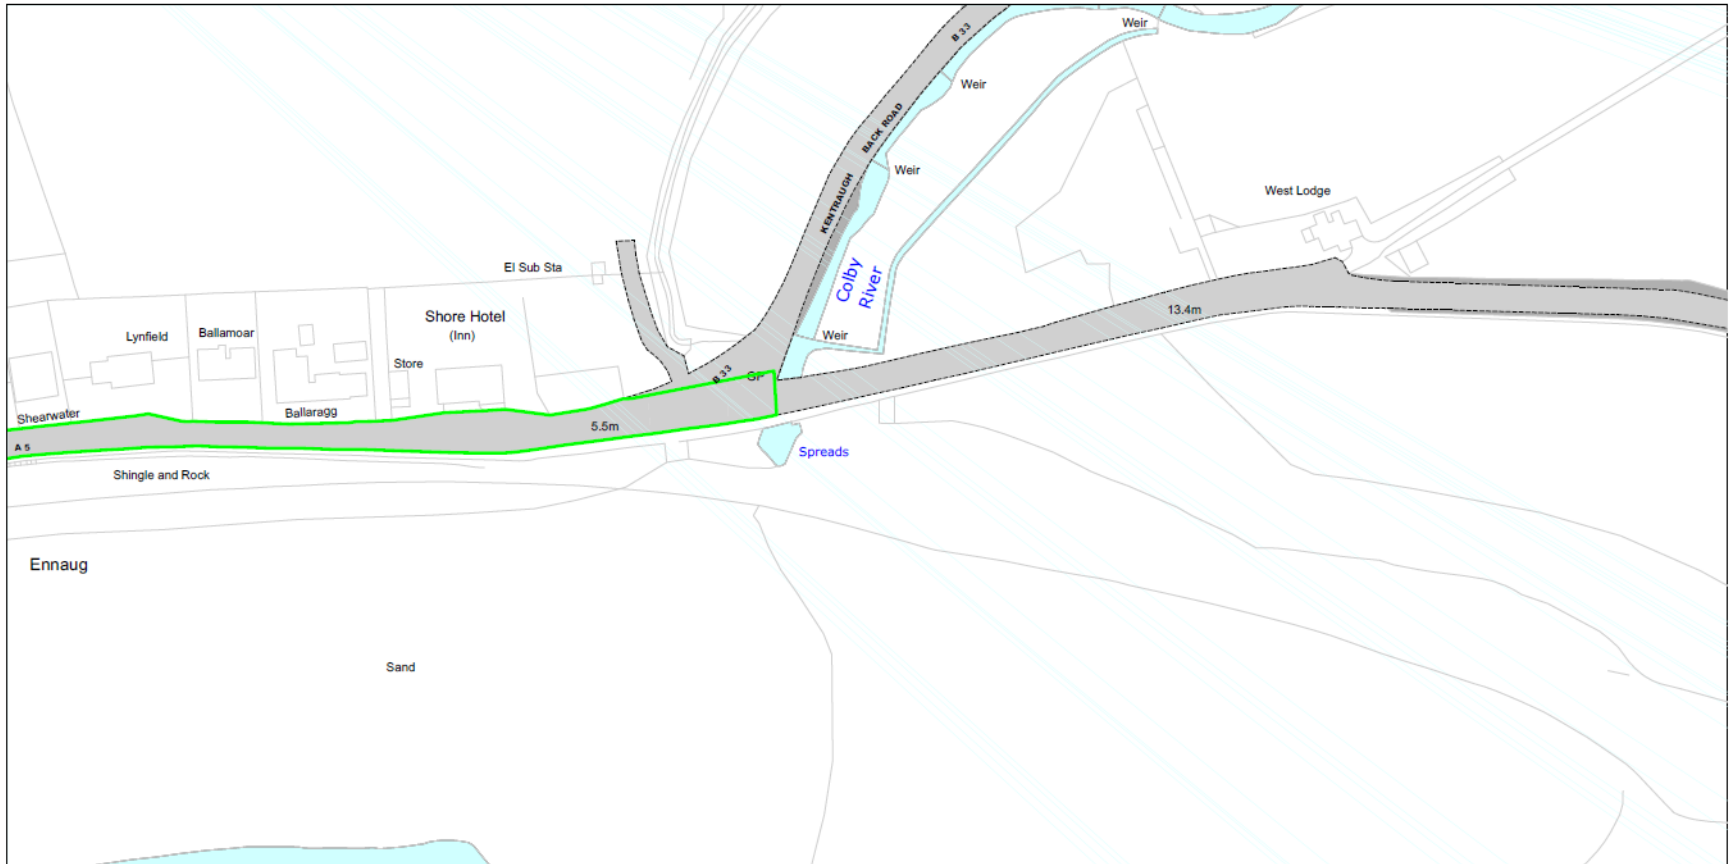 Weir
B 33
Weir
BACK ROAD
Weir
KENTRAUGH
West Lodge
El Sub Sta
Colby
River
13.4m
Shore Hotel
(Inn)
Lynfield
Ballamoar
Weir
Store
B 33
GP
Shearwater
Ballaragg
5.5m
A 5
Spreads
Shingle and Rock
Ennaug
Sand